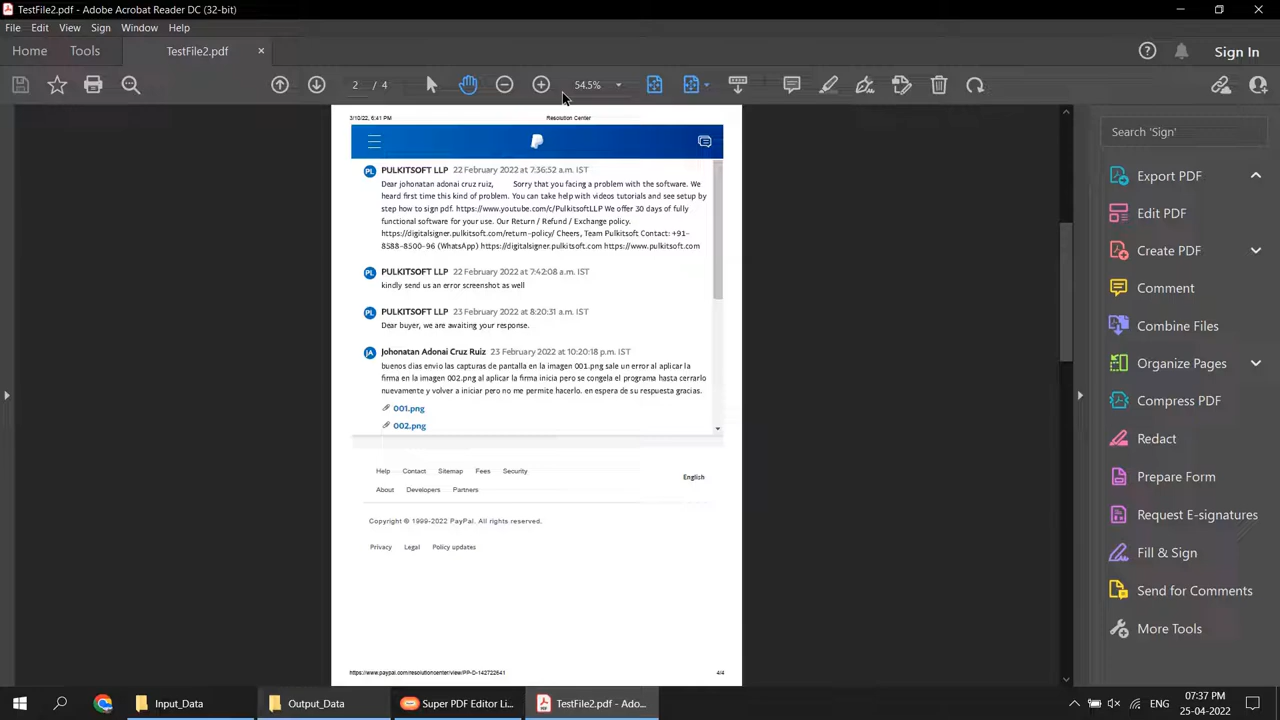 TestFile2.pdf - Adobe Acrobat Reader DC (32-bit)
File Edit View Sign Window Help
Home Tools TestFile2.pdf × Sign In
2 / 4 54.5%
3/10/22, 6:41 PM Resolution Center
PL PULKITSOFT LLP 22 February 2022 at 7:36:52 a.m. IST
Dear johonatan adonai cruz ruiz, Sorry that you facing a problem with the software. We
heard first time this kind of problem. You can take help with videos tutorials and see setup by
step how to sign pdf. https://www.youtube.com/c/PulkitsoftLLP We offer 30 days of fully
functional software for your use. Our Return / Refund / Exchange policy.
https://digitalsigner.pulkitsoft.com/return-policy/ Cheers, Team Pulkitsoft Contact: +91-
8588-8500-96 (WhatsApp) https://digitalsigner.pulkitsoft.com https://www.pulkitsoft.com
PL PULKITSOFT LLP 22 February 2022 at 7:42:08 a.m. IST
kindly send us an error screenshot as well
PL PULKITSOFT LLP 23 February 2022 at 8:20:31 a.m. IST
Dear buyer, we are awaiting your response.
JA Johonatan Adonai Cruz Ruiz 23 February 2022 at 10:20:18 p.m. IST
buenos dias envio las capturas de pantalla en la imagen 001.png sale un error al aplicar la
firma en la imagen 002.png al aplicar la firma inicia pero se congela el programa hasta cerrarlo
nuevamente y volver a iniciar pero no me permite hacerlo. en espera de su respuesta gracias.
001.png
002.png
Help Contact Sitemap Fees Security
English
About Developers Partners
Copyright © 1999-2022 PayPal. All rights reserved.
Privacy Legal Policy updates
https://www.paypal.com/resolutioncenter/view/PP-D-142722641 4/4
Search 'Sign'
Export PDF
Edit PDF
Create PDF
Comment
Combine Files
Organize Pages
Compress PDF
Redact
Prepare Form
Request E-signatures
Fill & Sign
Send for Comments
More Tools
Input_Data Output_Data Super PDF Editor Li... TestFile2.pdf - Ado... ENG 07:37 PM
25-04-2022